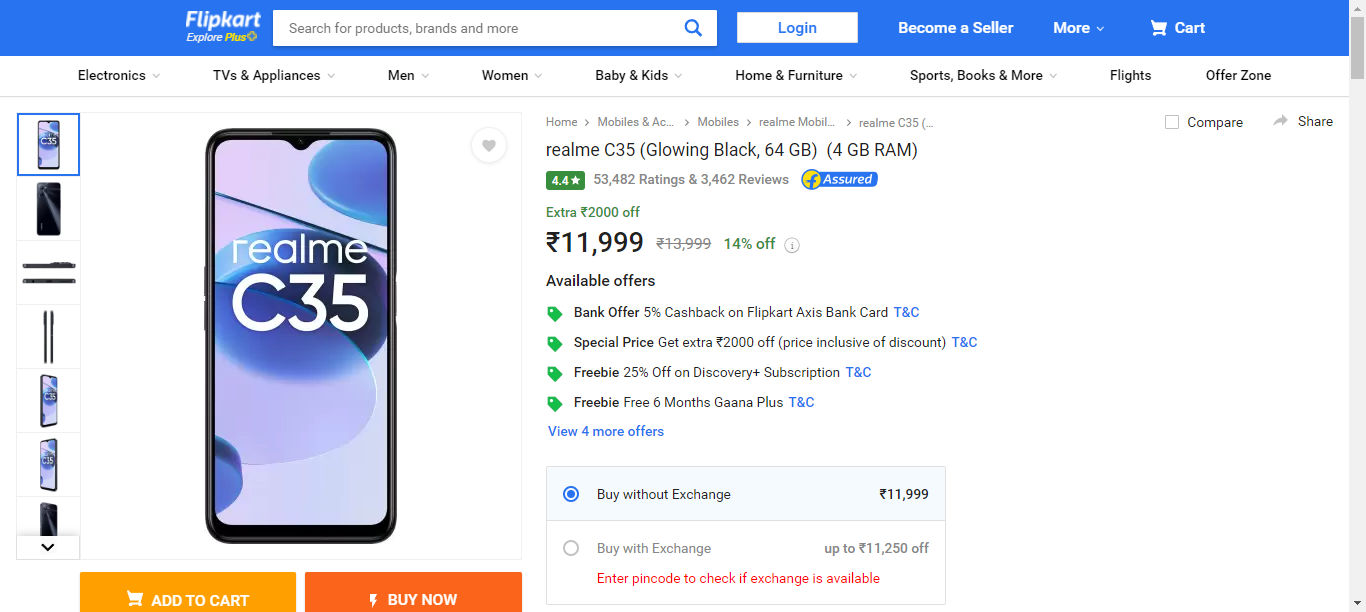 Flipkart
Explore Plus
Search for products, brands and more
Login
Become a Seller
More
Cart
Electronics
TVs & Appliances
Men
Women
Baby & Kids
Home & Furniture
Sports, Books & More
Flights
Offer Zone
Home
Mobiles & Ac...
Mobiles
realme Mobil...
realme C35 (...
Compare
Share
realme C35 (Glowing Black, 64 GB) (4 GB RAM)
4.4★ 53,482 Ratings & 3,462 Reviews Assured
Extra ₹2000 off
₹11,999 ₹13,999 14% off
Available offers
Bank Offer 5% Cashback on Flipkart Axis Bank Card T&C
Special Price Get extra ₹2000 off (price inclusive of discount) T&C
Freebie 25% Off on Discovery+ Subscription T&C
Freebie Free 6 Months Gaana Plus T&C
View 4 more offers
Buy without Exchange ₹11,999
Buy with Exchange up to ₹11,250 off
Enter pincode to check if exchange is available
realme
C35
C35
C35
C35
ADD TO CART
BUY NOW